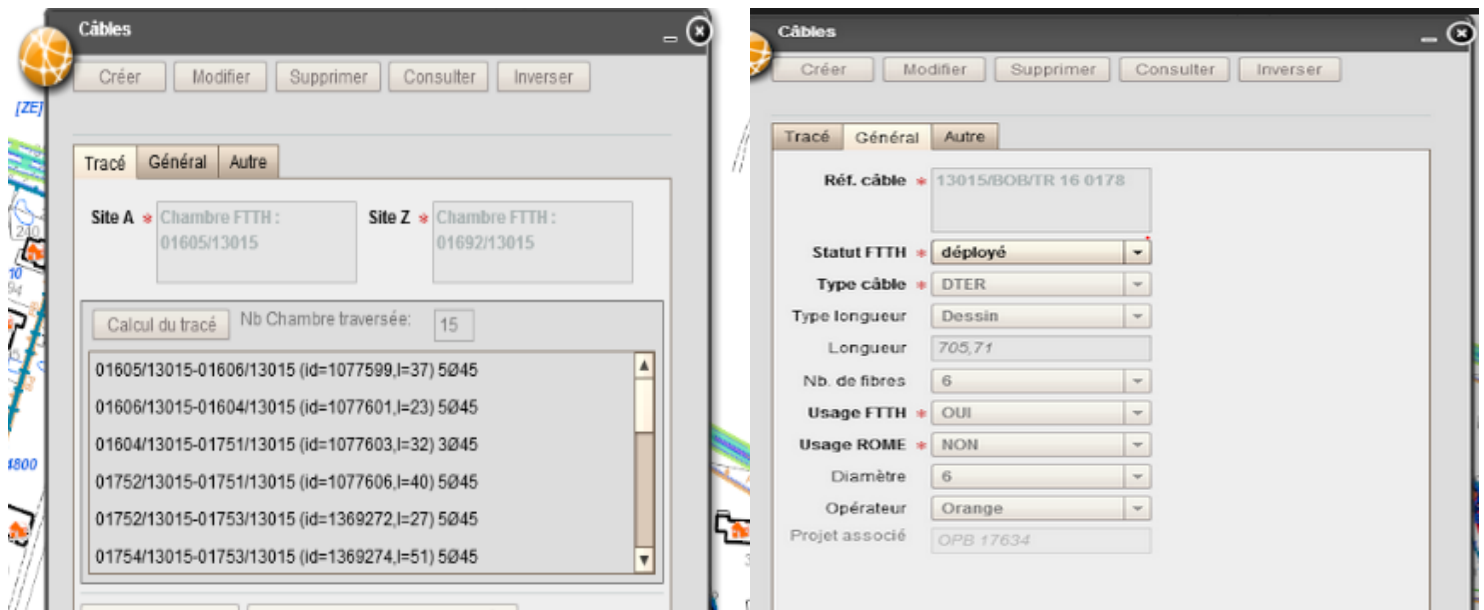 Câbles
Créer Modifier Supprimer Consulter Inverser
[ZE]
Tracé Général Autre
Site A * Chambre FTTH : Site Z * Chambre FTTH :
01605/13015 01692/13015
240
10
94
Calcul du tracé Nb Chambre traversée: 15
01605/13015-01606/13015 (id=1077599,l=37) 5Ø45
01606/13015-01604/13015 (id=1077601,l=23) 5Ø45
01604/13015-01751/13015 (id=1077603,l=32) 3Ø45
01752/13015-01751/13015 (id=1077606,l=40) 5Ø45
4800
01752/13015-01753/13015 (id=1369272,l=27) 5Ø45
01754/13015-01753/13015 (id=1369274,l=51) 5Ø45
Câbles
Créer Modifier Supprimer Consulter Inverser
Tracé Général Autre
Réf. câble * 13015/BOB/TR 16 0178
Statut FTTH * déployé
Type câble * DTER
Type longueur Dessin
Longueur 705,71
Nb. de fibres 6
Usage FTTH * OUI
Usage ROME * NON
Diamètre 6
Opérateur Orange
Projet associé OPB 17634